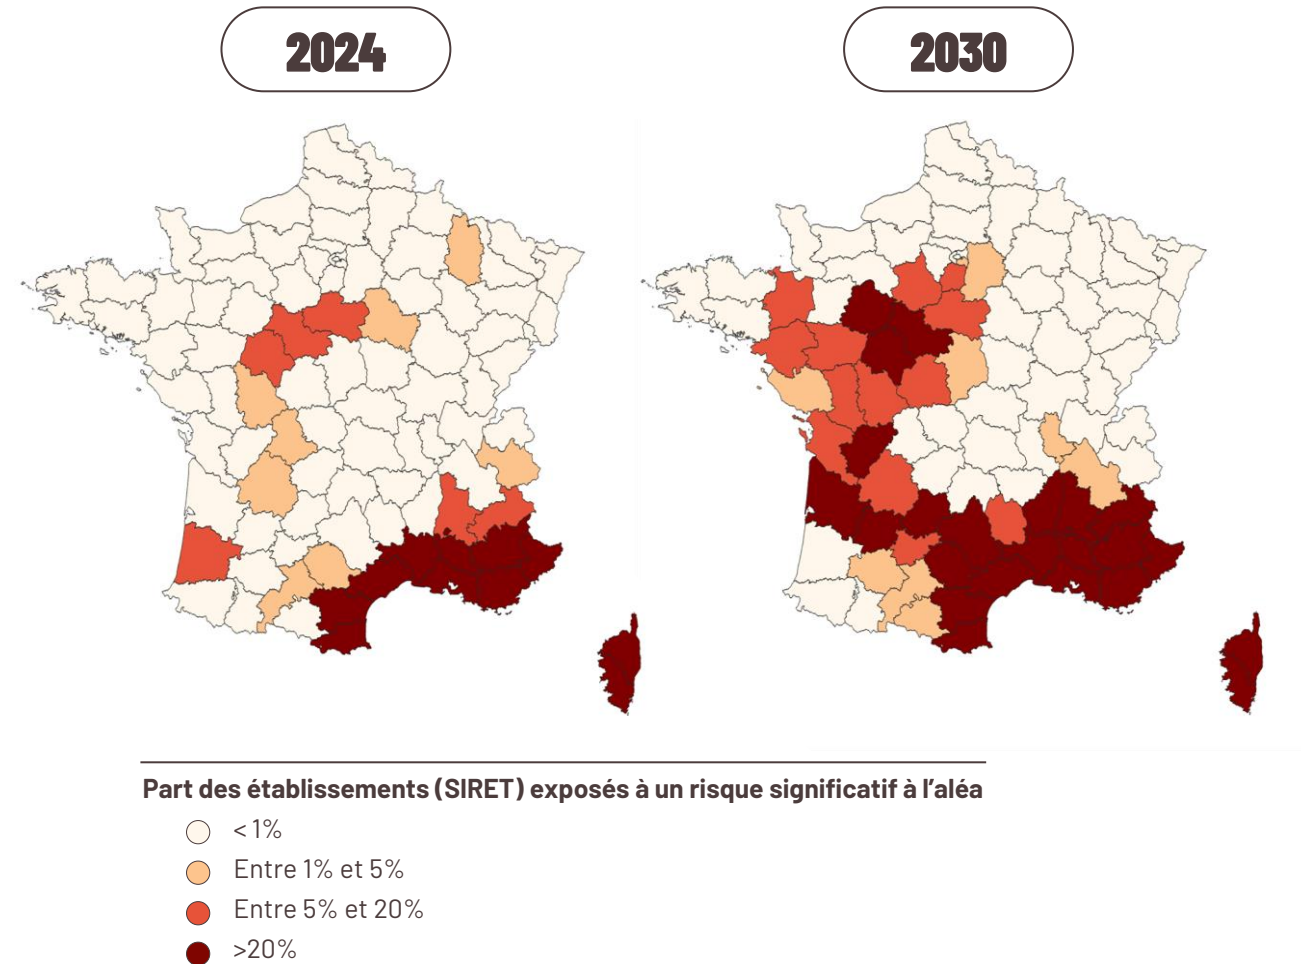 2024
2030
Part des établissements (SIRET) exposés à un risque significatif à l'aléa
< 1%
Entre 1% et 5%
Entre 5% et 20%
>20%